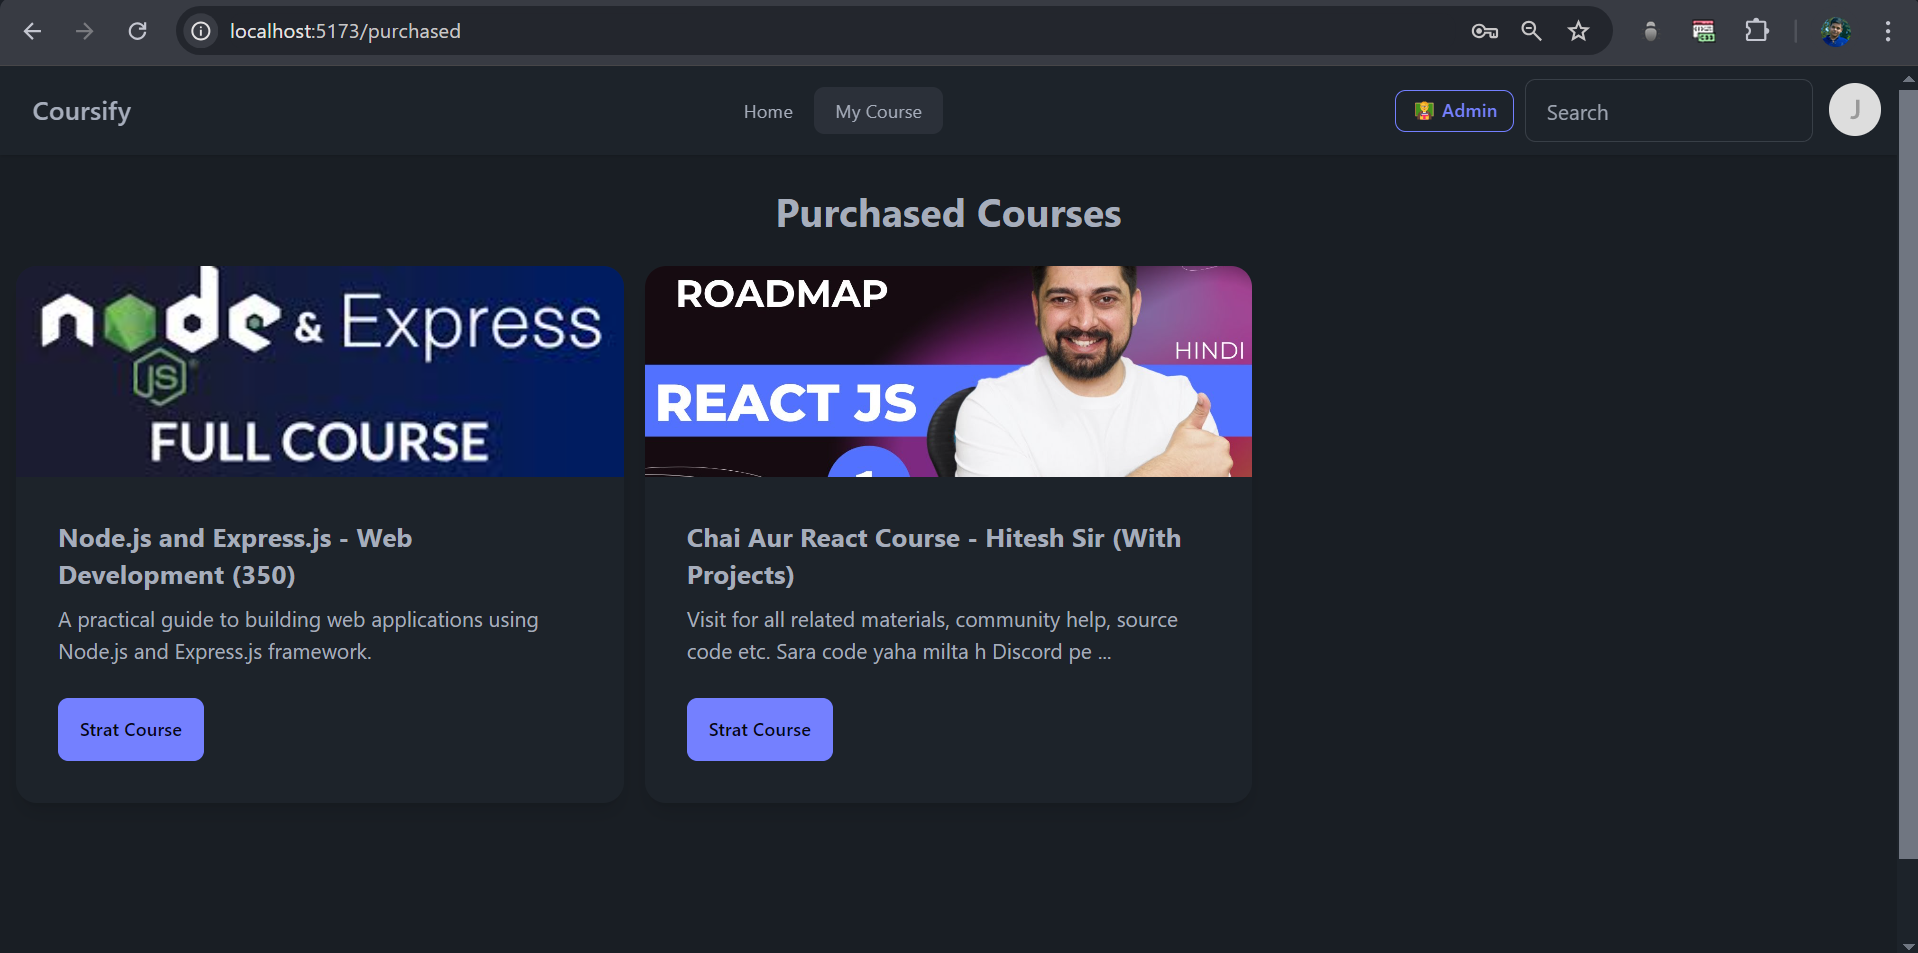 localhost:5173/purchased
Coursify
Home
My Course
Admin
Search
J
Purchased Courses
node & Express
JS
FULL COURSE
ROADMAP
HINDI
REACT JS
1
Node.js and Express.js - Web
Development (350)
A practical guide to building web applications using
Node.js and Express.js framework.
Strat Course
Chai Aur React Course - Hitesh Sir (With
Projects)
Visit for all related materials, community help, source
code etc. Sara code yaha milta h Discord pe ...
Strat Course